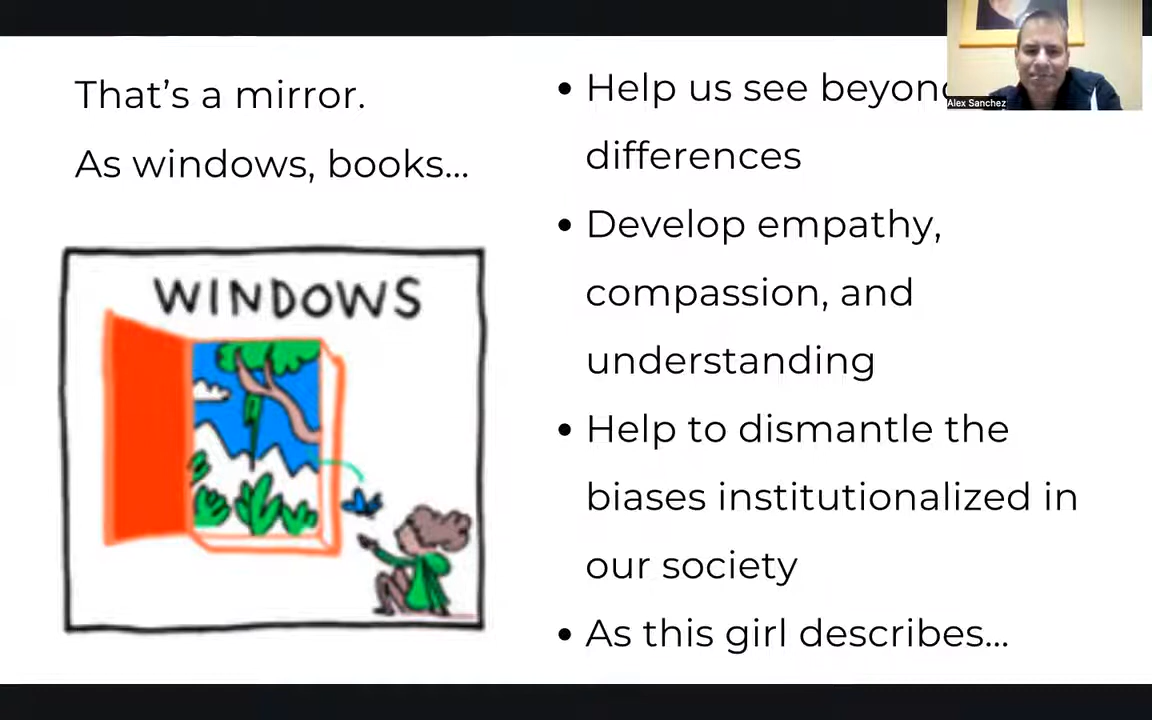 That’s a mirror.
As windows, books...
WINDOWS
• Help us see beyond
differences
• Develop empathy,
compassion, and
understanding
• Help to dismantle the
biases institutionalized in
our society
• As this girl describes...
Alex Sanchez